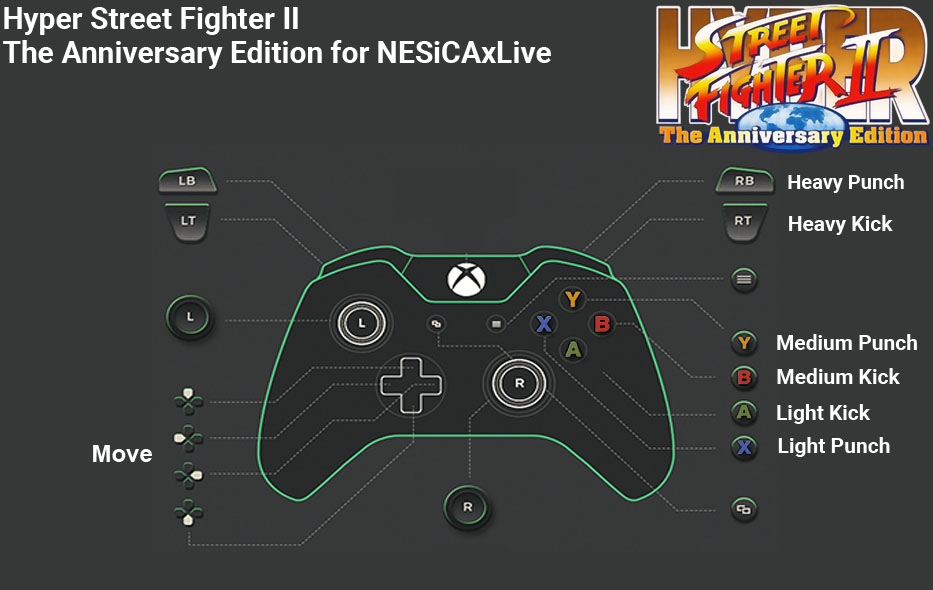 Hyper Street Fighter II
The Anniversary Edition for NESiCAxLive
HYPER
STREET
FIGHTER II
The Anniversary Edition
LB
RB Heavy Punch
LT
RT Heavy Kick
L
L
Y
X B
A
R
Y Medium Punch
B Medium Kick
A Light Kick
X Light Punch
Move
R